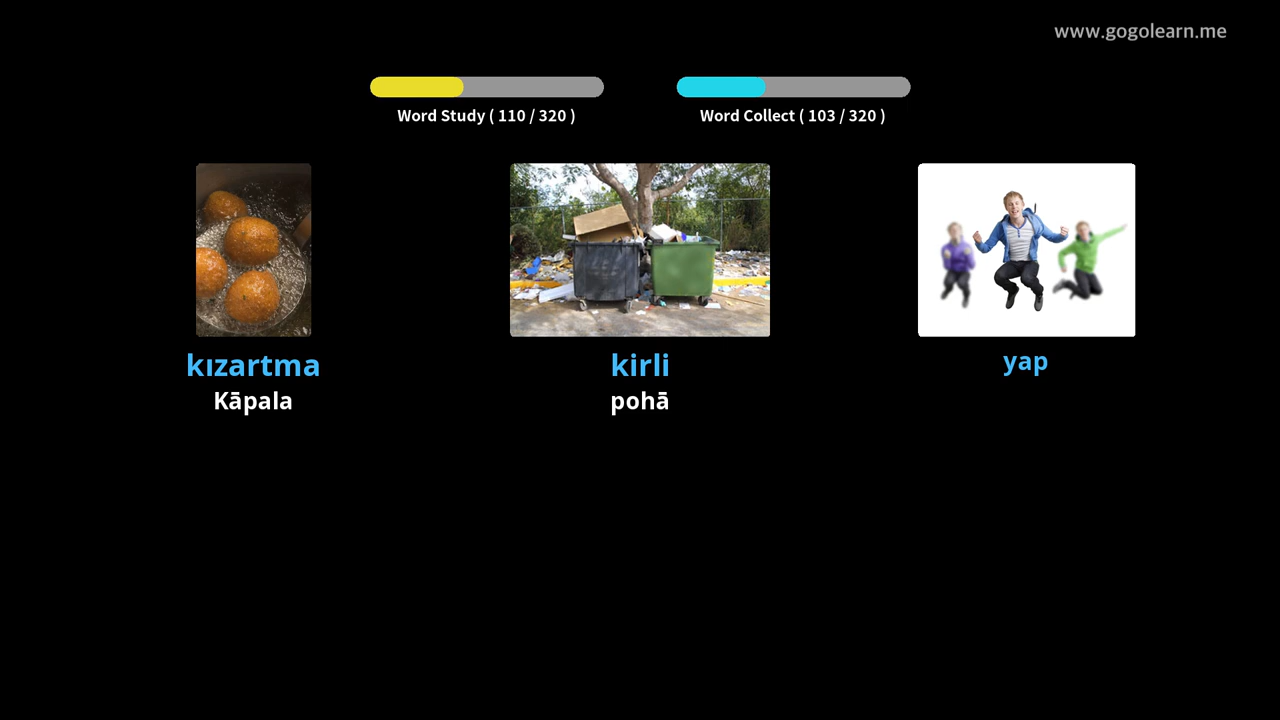 www.gogolearn.me
Word Study ( 110 / 320 )
Word Collect ( 103 / 320 )
kızartma
Kāpala
kirli
pohā
yap